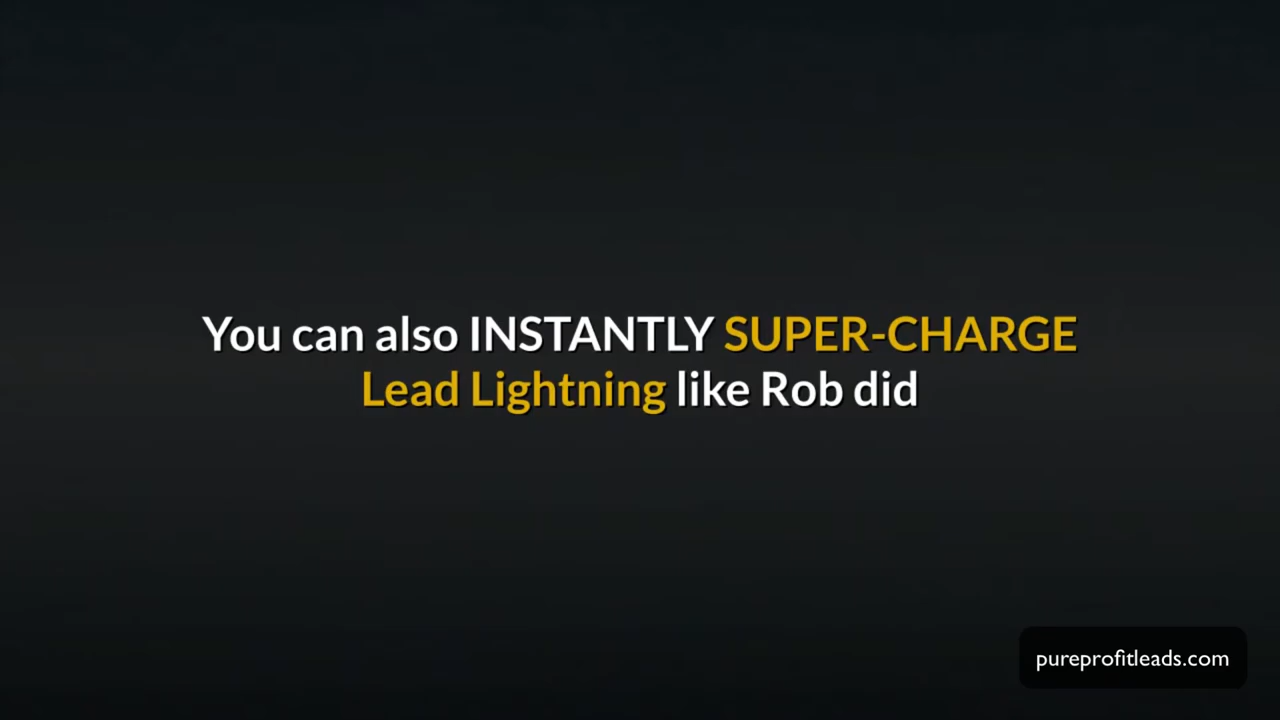 You can also INSTANTLY SUPER-CHARGE
Lead Lightning like Rob did
pureprofitleads.com